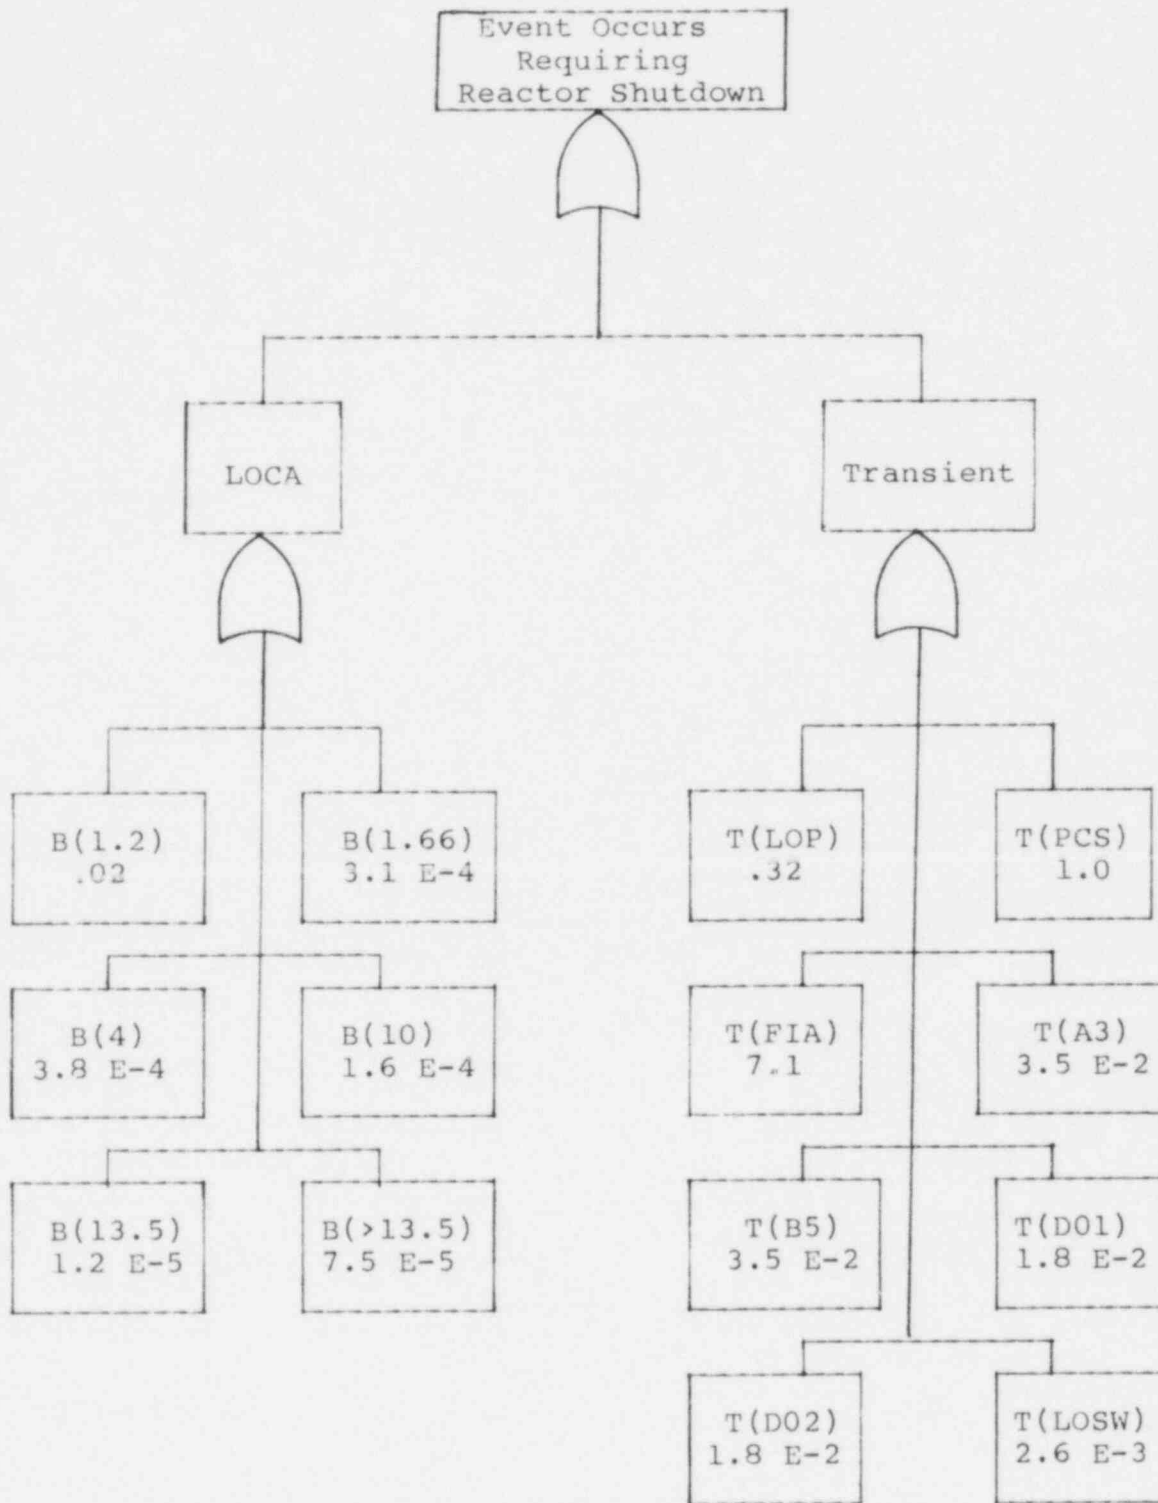 Event Occurs
Requiring
Reactor Shutdown
LOCA
Transient
B(1.2)
.02
B(1.66)
3.1 E-4
B(4)
3.8 E-4
B(10)
1.6 E-4
B(13.5)
1.2 E-5
B(>13.5)
7.5 E-5
T(LOP)
.32
T(PCS)
1.0
T(FIA)
7.1
T(A3)
3.5 E-2
T(B5)
3.5 E-2
T(D01)
1.8 E-2
T(D02)
1.8 E-2
T(LOSW)
2.6 E-3